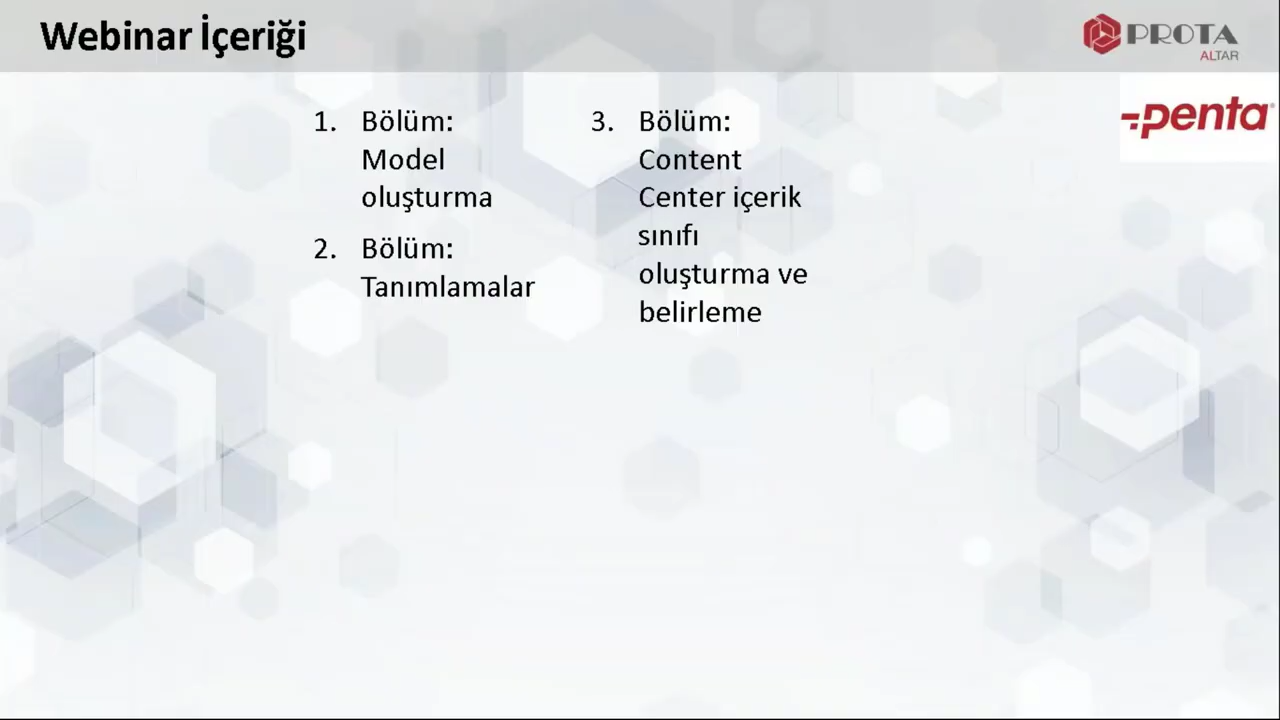 Webinar İçeriği
PROTA
ALTAR
penta
1. Bölüm:
Model
oluşturma
2. Bölüm:
Tanımlamalar
3. Bölüm:
Content
Center içerik
sınıfı
oluşturma ve
belirleme